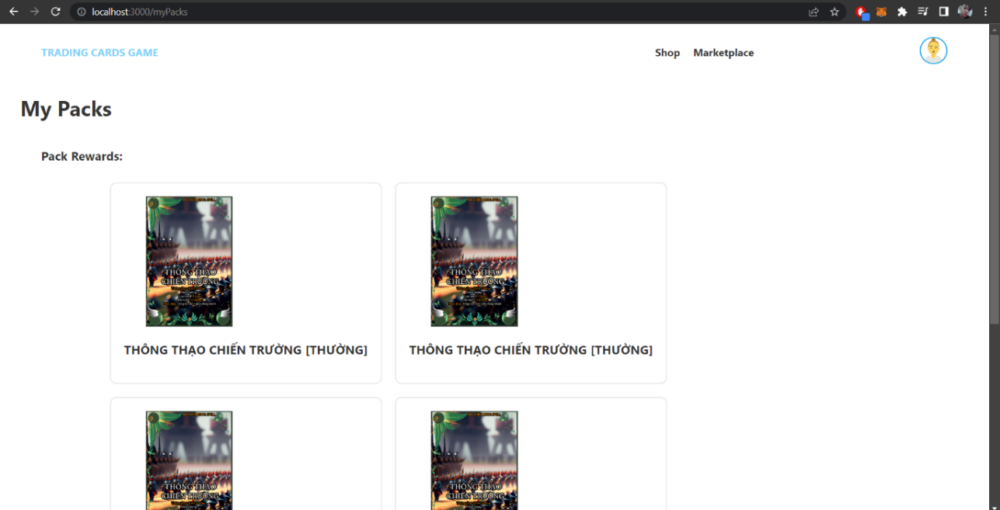 localhost:3000/myPacks
TRADING CARDS GAME
Shop
Marketplace
My Packs
Pack Rewards:
THÔNG THẠO
CHIẾN TRƯỜNG
THÔNG THẠO
CHIẾN TRƯỜNG
THÔNG THẠO CHIẾN TRƯỜNG [THƯỜNG]
THÔNG THẠO CHIẾN TRƯỜNG [THƯỜNG]
THÔNG THẠO
CHIẾN TRƯỜNG
THÔNG THẠO
CHIẾN TRƯỜNG